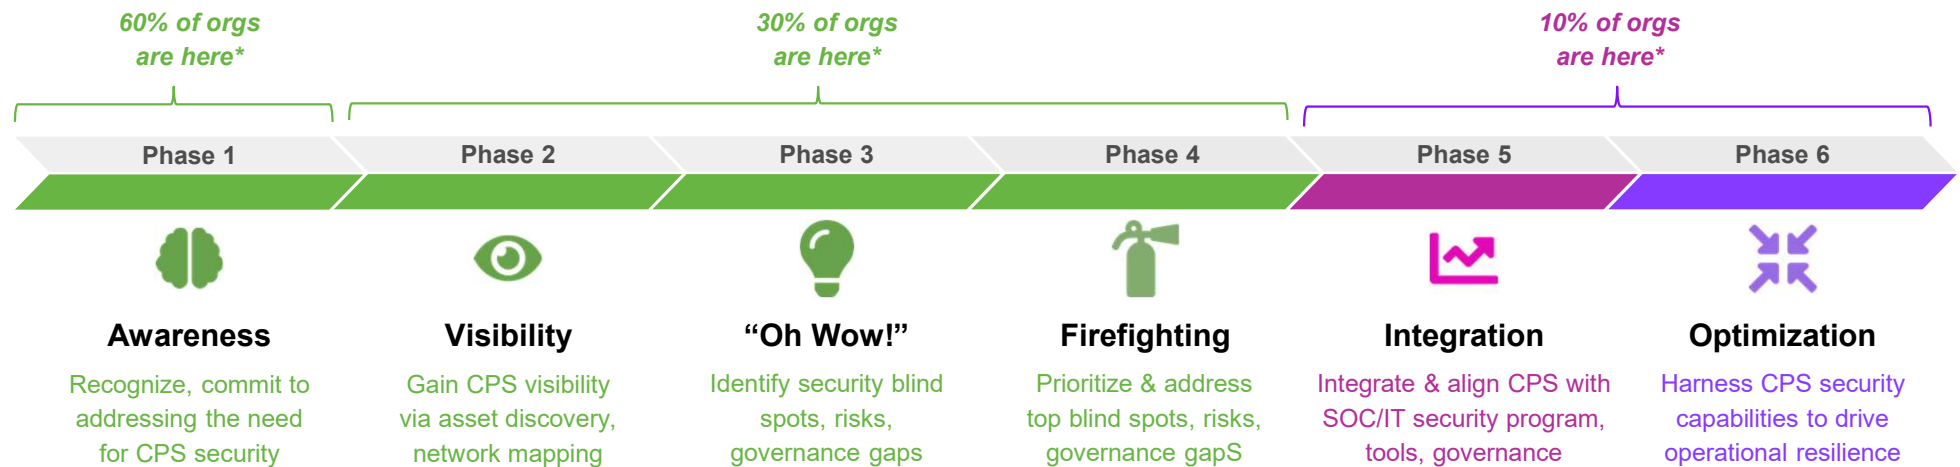 60% of orgs
are here*
30% of orgs
are here*
10% of orgs
are here*
Phase 1
Phase 2
Phase 3
Phase 4
Phase 5
Phase 6
Awareness
Recognize, commit to
addressing the need
for CPS security
Visibility
Gain CPS visibility
via asset discovery,
network mapping
“Oh Wow!”
Identify security blind
spots, risks,
governance gaps
Firefighting
Prioritize & address
top blind spots, risks,
governance gapS
Integration
Integrate & align CPS with
SOC/IT security program,
tools, governance
Optimization
Harness CPS security
capabilities to drive
operational resilience